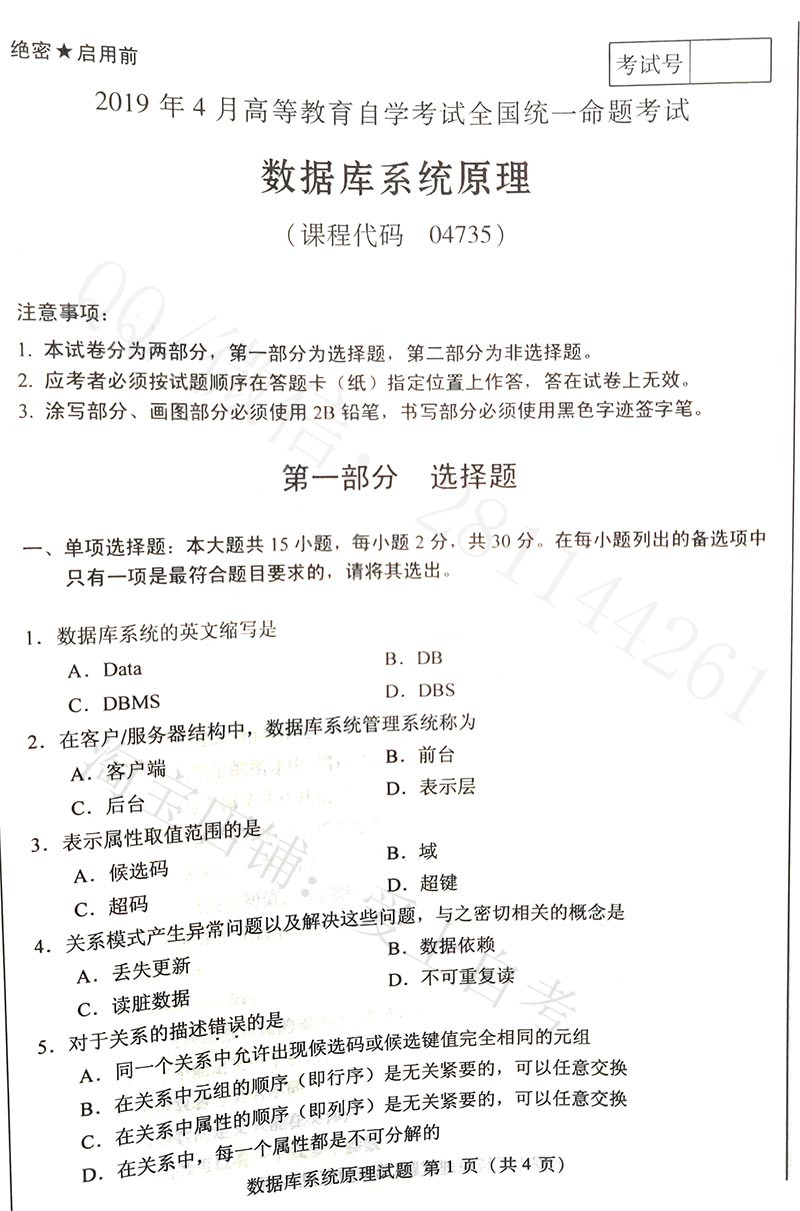 绝密★启用前
考试号
2019 年 4 月高等教育自学考试全国统一命题考试
数据库系统原理
（课程代码 04735）
注意事项：
1. 本试卷分为两部分，第一部分为选择题，第二部分为非选择题。
2. 应考者必须按试题顺序在答题卡（纸）指定位置上作答，答在试卷上无效。
3. 涂写部分、画图部分必须使用 2B 铅笔，书写部分必须使用黑色字迹签字笔。
第一部分 选择题
一、单项选择题：本大题共 15 小题，每小题 2 分，共 30 分。在每小题列出的备选项中
只有一项是最符合题目要求的，请将其选出。
1. 数据库系统的英文缩写是
A. Data B. DB
C. DBMS D. DBS
2. 在客户/服务器结构中，数据库系统管理系统称为
A. 客户端 B. 前台
C. 后台 D. 表示层
3. 表示属性取值范围的是
A. 候选码 B. 域
C. 超码 D. 超键
4. 关系模式产生异常问题以及解决这些问题，与之密切相关的概念是
A. 丢失更新 B. 数据依赖
C. 读脏数据 D. 不可重复读
5. 对于关系的描述错误的是
A. 同一个关系中允许出现候选码或候选键值完全相同的元组
B. 在关系中元组的顺序（即行序）是无关紧要的，可以任意交换
C. 在关系中属性的顺序（即列序）是无关紧要的，可以任意交换
D. 在关系中，每一个属性都是不可分解的
数据库系统原理试题 第 1 页（共 4 页）
QQ/微信：281144261
淘宝店铺：爱上自考